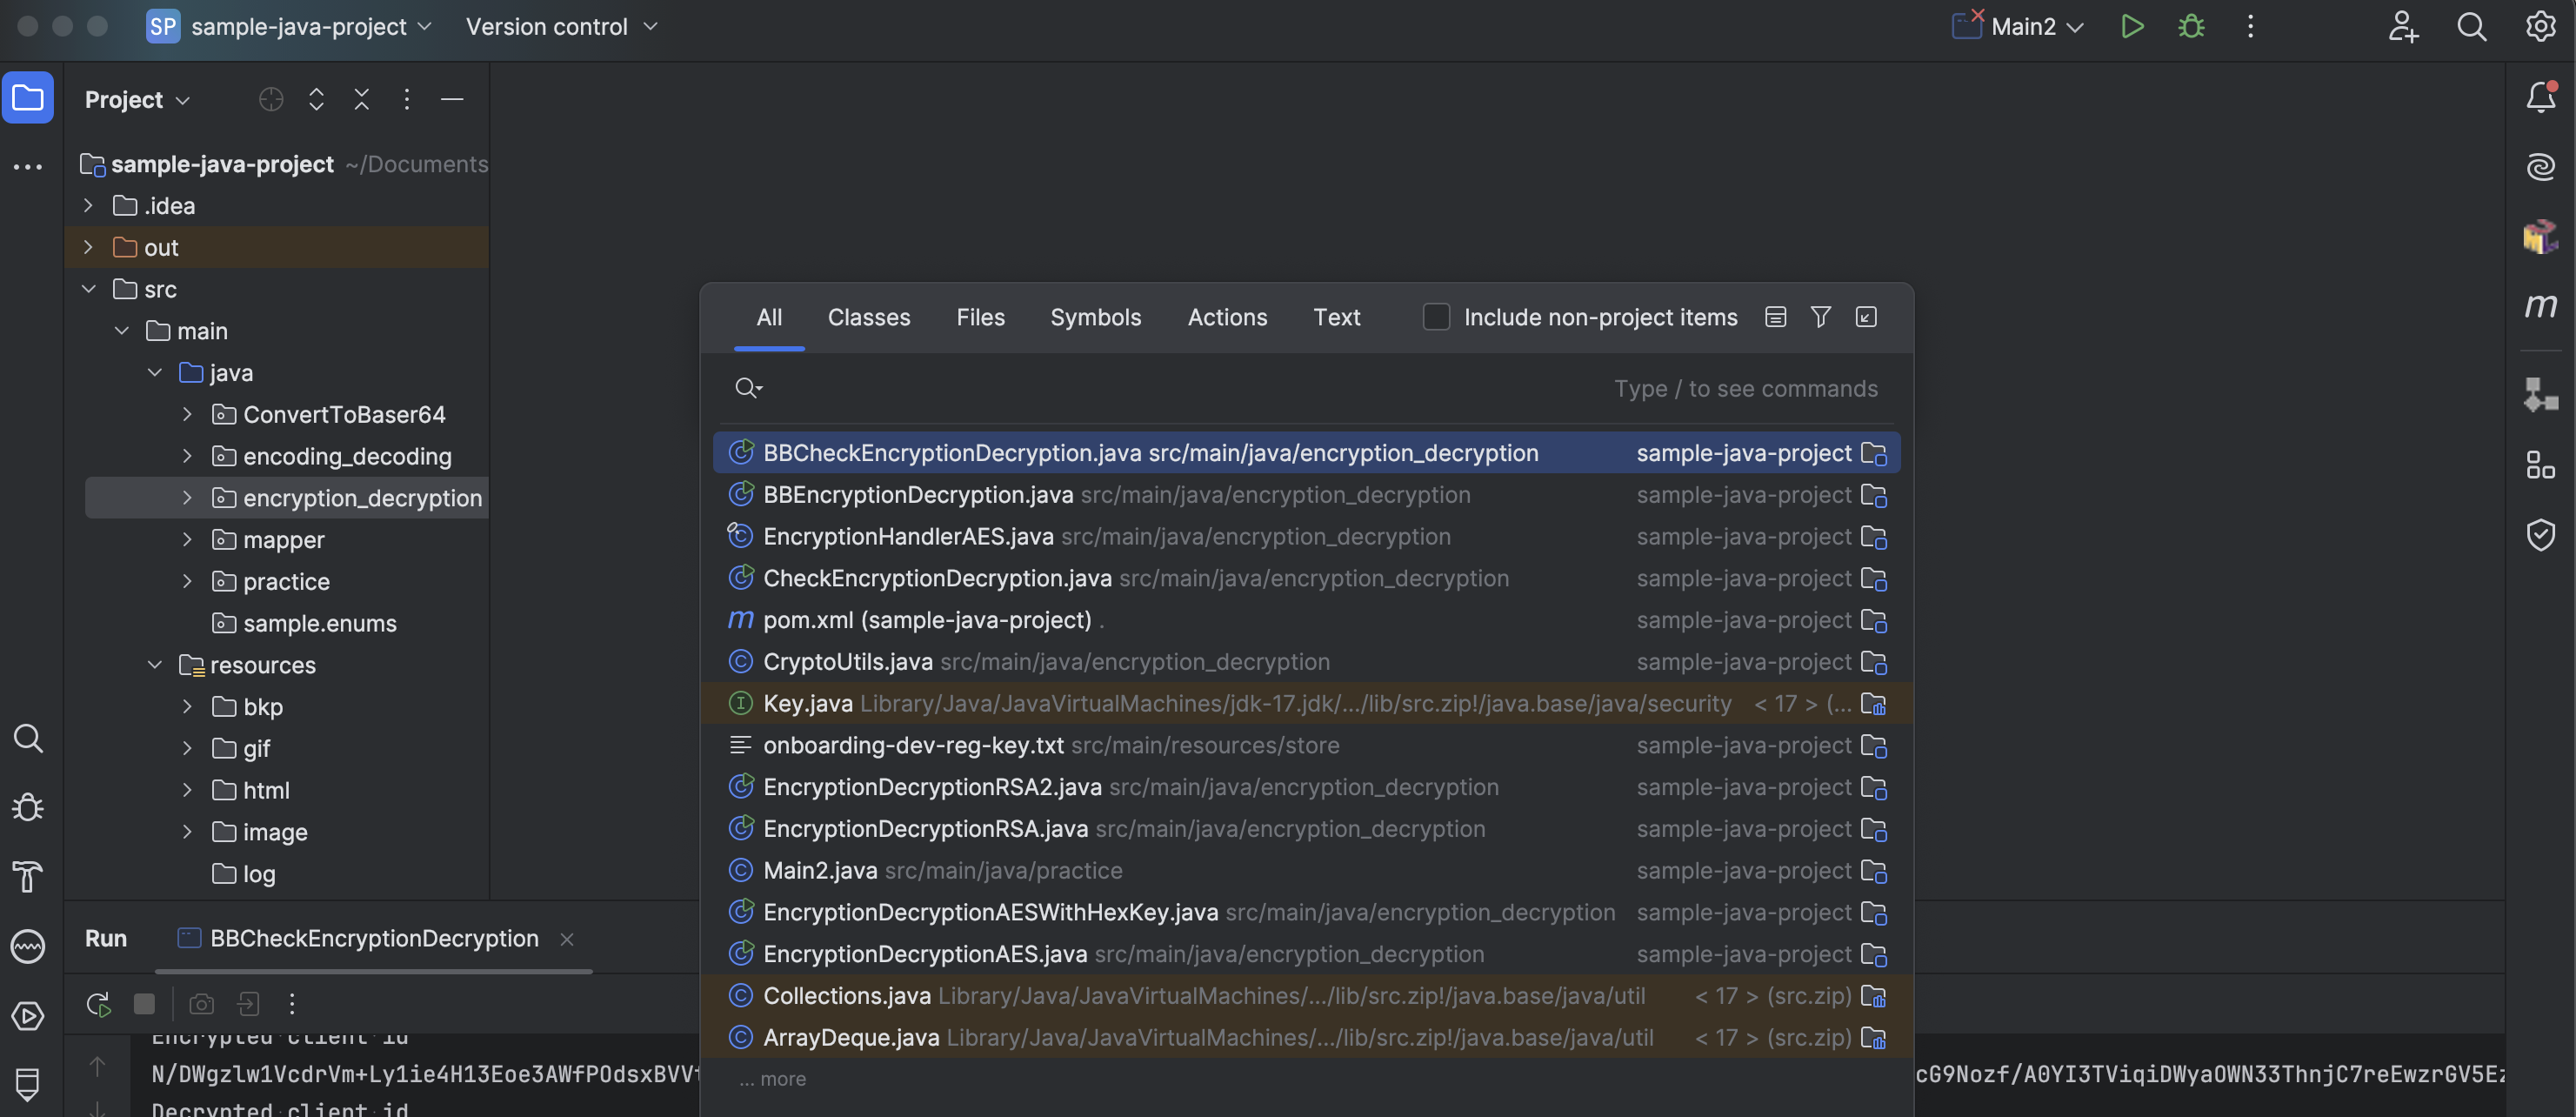 SP sample-java-project Version control Main2
Project
sample-java-project ~/Documents
.idea
out
src
main
java
ConvertToBaser64
encoding_decoding
encryption_decryption
mapper
practice
sample.enums
resources
bkp
gif
html
image
log
All Classes Files Symbols Actions Text Include non-project items
Type / to see commands
BBCheckEncryptionDecryption.java src/main/java/encryption_decryption sample-java-project
BBEncryptionDecryption.java src/main/java/encryption_decryption sample-java-project
EncryptionHandlerAES.java src/main/java/encryption_decryption sample-java-project
CheckEncryptionDecryption.java src/main/java/encryption_decryption sample-java-project
m pom.xml (sample-java-project) . sample-java-project
CryptoUtils.java src/main/java/encryption_decryption sample-java-project
Key.java Library/Java/JavaVirtualMachines/jdk-17.jdk/.../lib/src.zip!/java.base/java/security < 17 > (...
onboarding-dev-reg-key.txt src/main/resources/store sample-java-project
EncryptionDecryptionRSA2.java src/main/java/encryption_decryption sample-java-project
EncryptionDecryptionRSA.java src/main/java/encryption_decryption sample-java-project
Main2.java src/main/java/practice sample-java-project
EncryptionDecryptionAESWithHexKey.java src/main/java/encryption_decryption sample-java-project
EncryptionDecryptionAES.java src/main/java/encryption_decryption sample-java-project
Collections.java Library/Java/JavaVirtualMachines/.../lib/src.zip!/java.base/java/util < 17 > (src.zip)
ArrayDeque.java Library/Java/JavaVirtualMachines/.../lib/src.zip!/java.base/java/util < 17 > (src.zip)
... more
m
Run BBCheckEncryptionDecryption
Encrypted client id
N/DWgzlw1VcdrVm+Ly1ie4H13Eoe3AWfPOdsxBVV cG9Nozf/A0YI3TViqiDWyaOWN33ThnjC7reEwzrGV5E
Decrypted client id